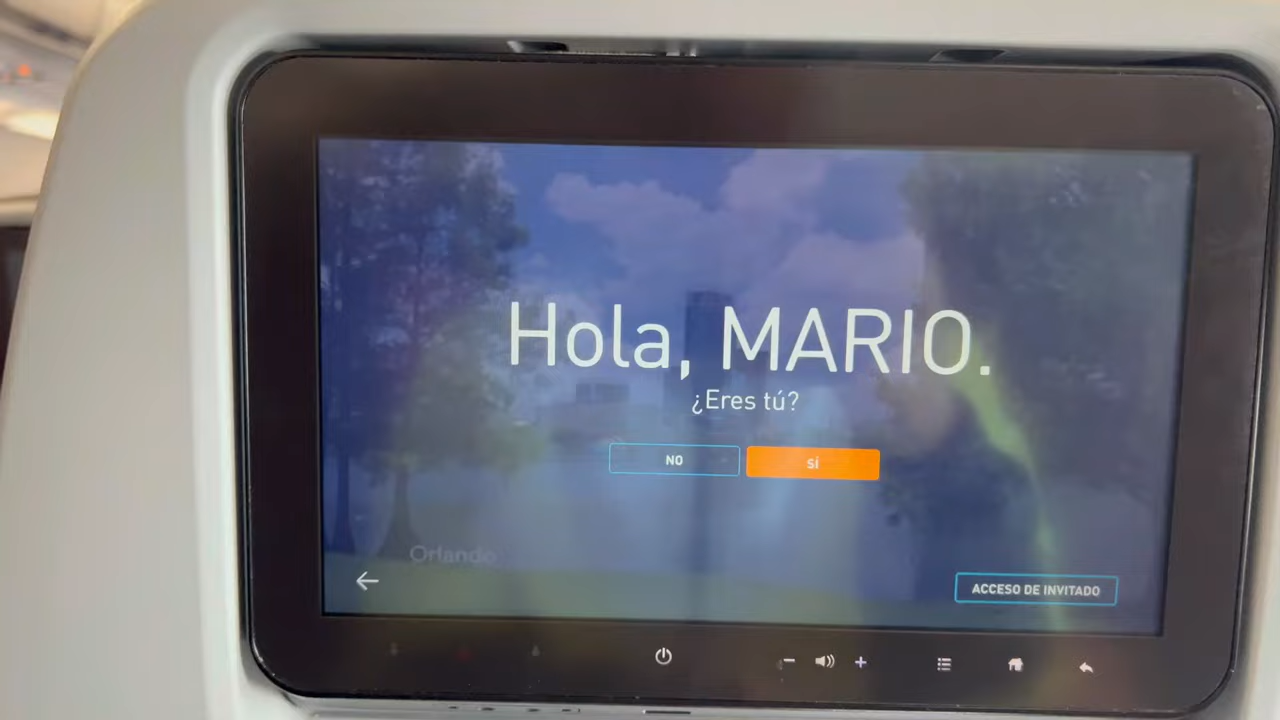 Hola, MARIO.
¿Eres tú?
NO
SÍ
Orlando
ACCESO DE INVITADO